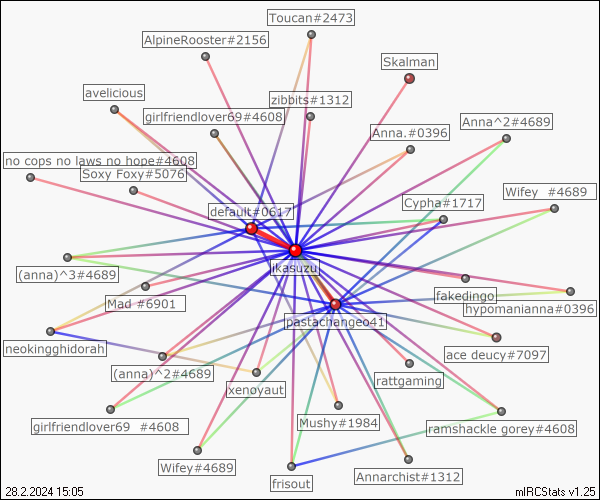 Toucan#2473
AlpineRooster#2156
Skalman
avelicious
zibbits#1312
girlfriendlover69#4608
Anna^2#4689
Anna.#0396
no cops no laws no hope#4608
Soxy Foxy#5076
Wifey   #4689
Cypha#1717
default#0617
ikasuzu
(anna)^3#4689
fakedingo
Mad #6901
hypomanianna#0396
pastachangeo41
neokingghidorah
ace deucy#7097
(anna)^2#4689
rattgaming
xenoyaut
Mushy#1984
girlfriendlover69  #4608
ramshackle gorey#4608
Wifey#4689
Annarchist#1312
frisout
28.2.2024 15:05
mIRCStats v1.25